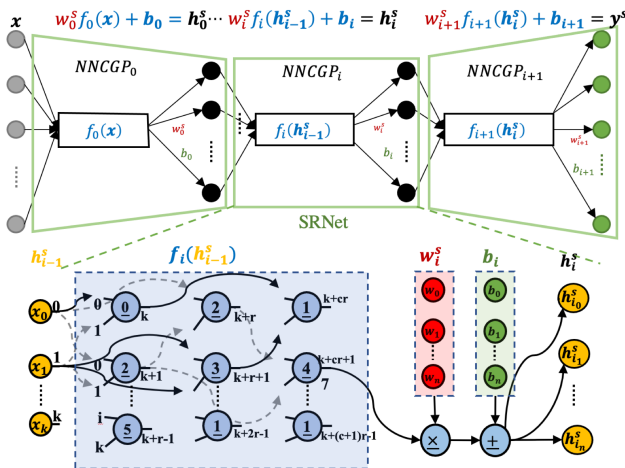 x w₀ˢf₀(x) + b₀ = h₀ˢ⋯ wᵢˢfᵢ(hᵢ₋₁ˢ) + bᵢ = hᵢˢ wᵢ₊₁ˢfᵢ₊₁(hᵢˢ) + bᵢ₊₁ = yˢ
NNCGP₀ NNCGPᵢ NNCGPᵢ₊₁
f₀(x) fᵢ(hᵢ₋₁ˢ) fᵢ₊₁(hᵢˢ)
w₀ˢ wᵢˢ wᵢ₊₁ˢ
b₀ bᵢ bᵢ₊₁
SRNet
hᵢ₋₁ˢ fᵢ(hᵢ₋₁ˢ) wᵢˢ bᵢ hᵢˢ
x₀ 0 0 1 0 k 2 k+r 1 k+cr w₀ b₀ hᵢ₀ˢ
x₁ 1 0 1 2 k+1 3 k+r+1 4 k+cr+1 7 w₁ b₁ hᵢ₁ˢ
xₖ k i k 5 k+r-1 1 k+2r-1 1 k+(c+1)r-1 wₙ bₙ
× ± hᵢₙˢ